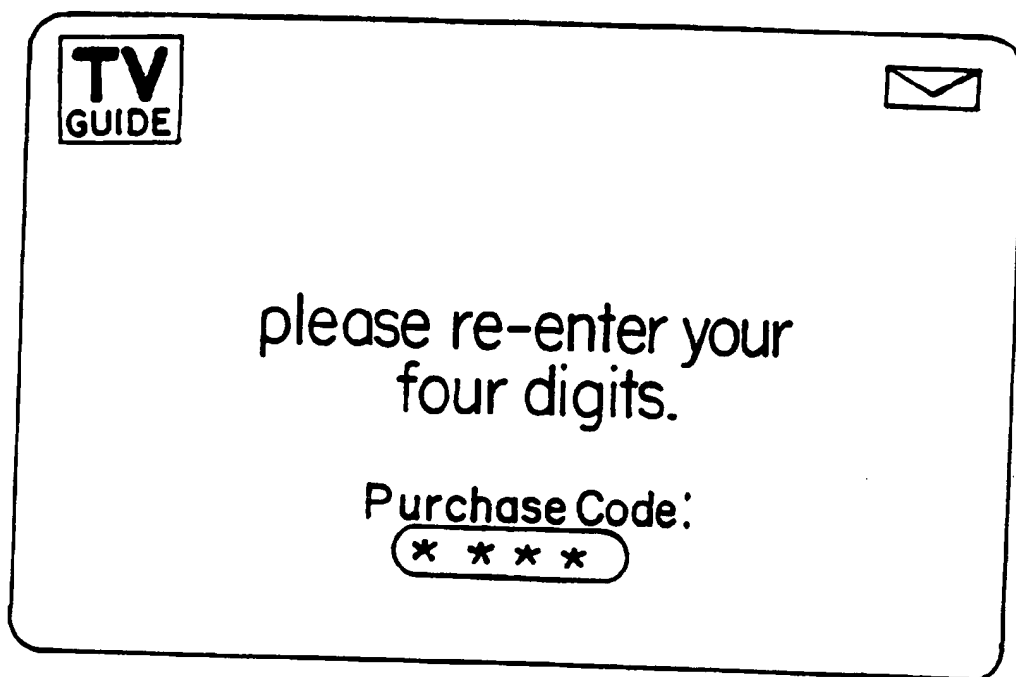 TV
GUIDE
please re-enter your
four digits.
Purchase Code:
* * * *